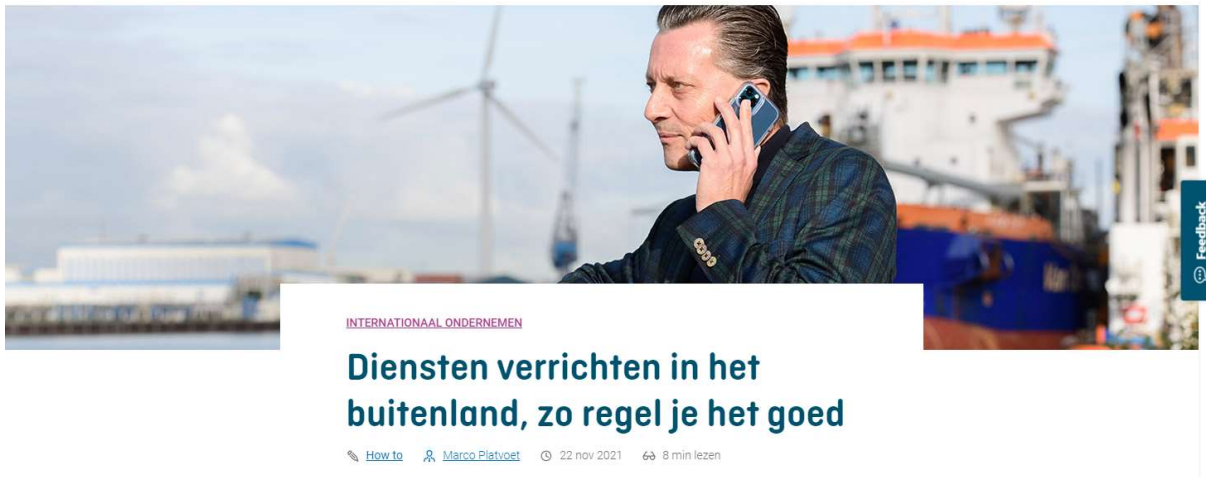 Feedback
INTERNATIONAAL ONDERNEMEN
Diensten verrichten in het
buitenland, zo regel je het goed
How to Marco Platvoet 22 nov 2021 8 min lezen